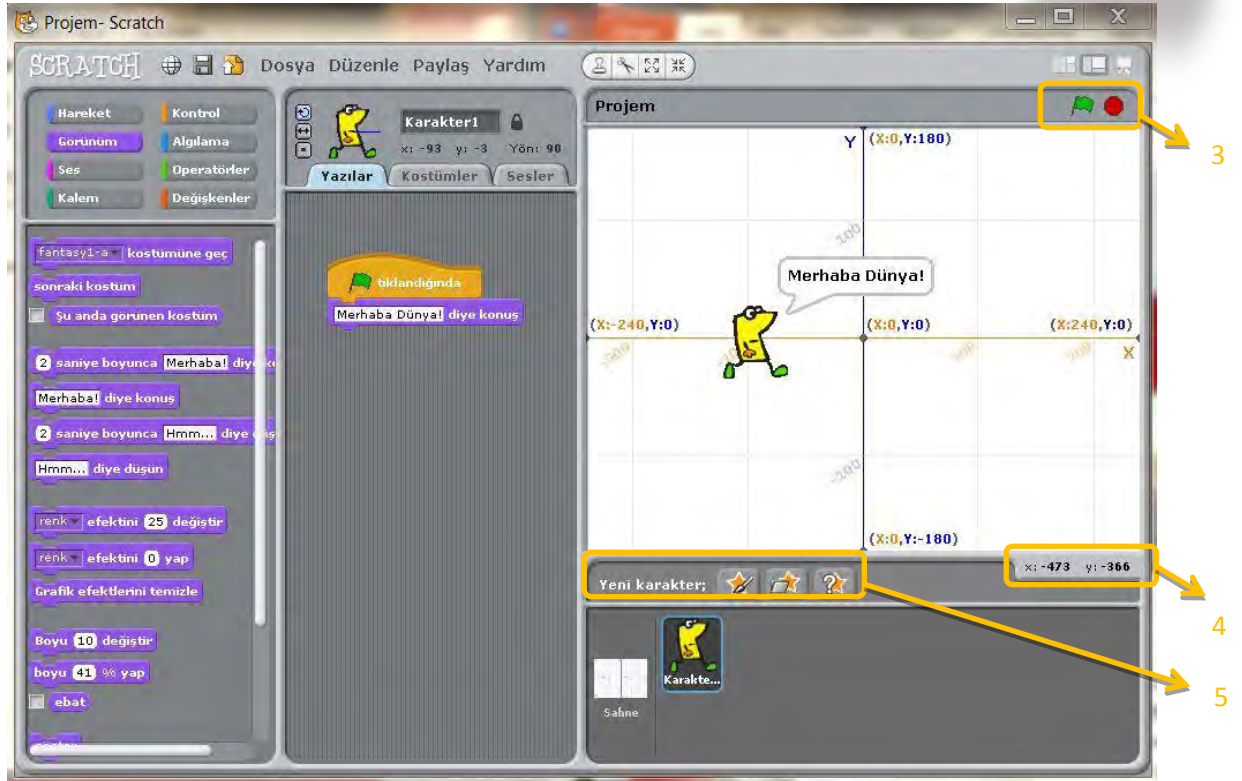 Projem- Scratch
SCRATCH Dosya Düzenle Paylaş Yardım
Hareket Kontrol
Görünüm Algılama
Ses Operatörler
Kalem Değişkenler
fantasy1-a kostümüne geç
sonraki kostüm
Şu anda görünen kostüm
2 saniye boyunca Merhaba! diye
Merhaba! diye konuş
2 saniye boyunca Hmm... diye
Hmm... diye düşün
renk efektini 25 değiştir
renk efektini 0 yap
Grafik efektlerini temizle
Boyu 10 değiştir
boyu 41 % yap
ebat
Karakter1
x: -93 y: -3 Yön: 90
Yazılar Kostümler Sesler
tıklandığında
Merhaba Dünya! diye konuş
Projem
3
Y (X:0,Y:180)
100
Merhaba Dünya!
(X:-240,Y:0) (X:0,Y:0) (X:240,Y:0)
-200
X
-100
(X:0,Y:-180)
x: -473 y: -366
4
Yeni karakter;
5
Karakte...
Sahne